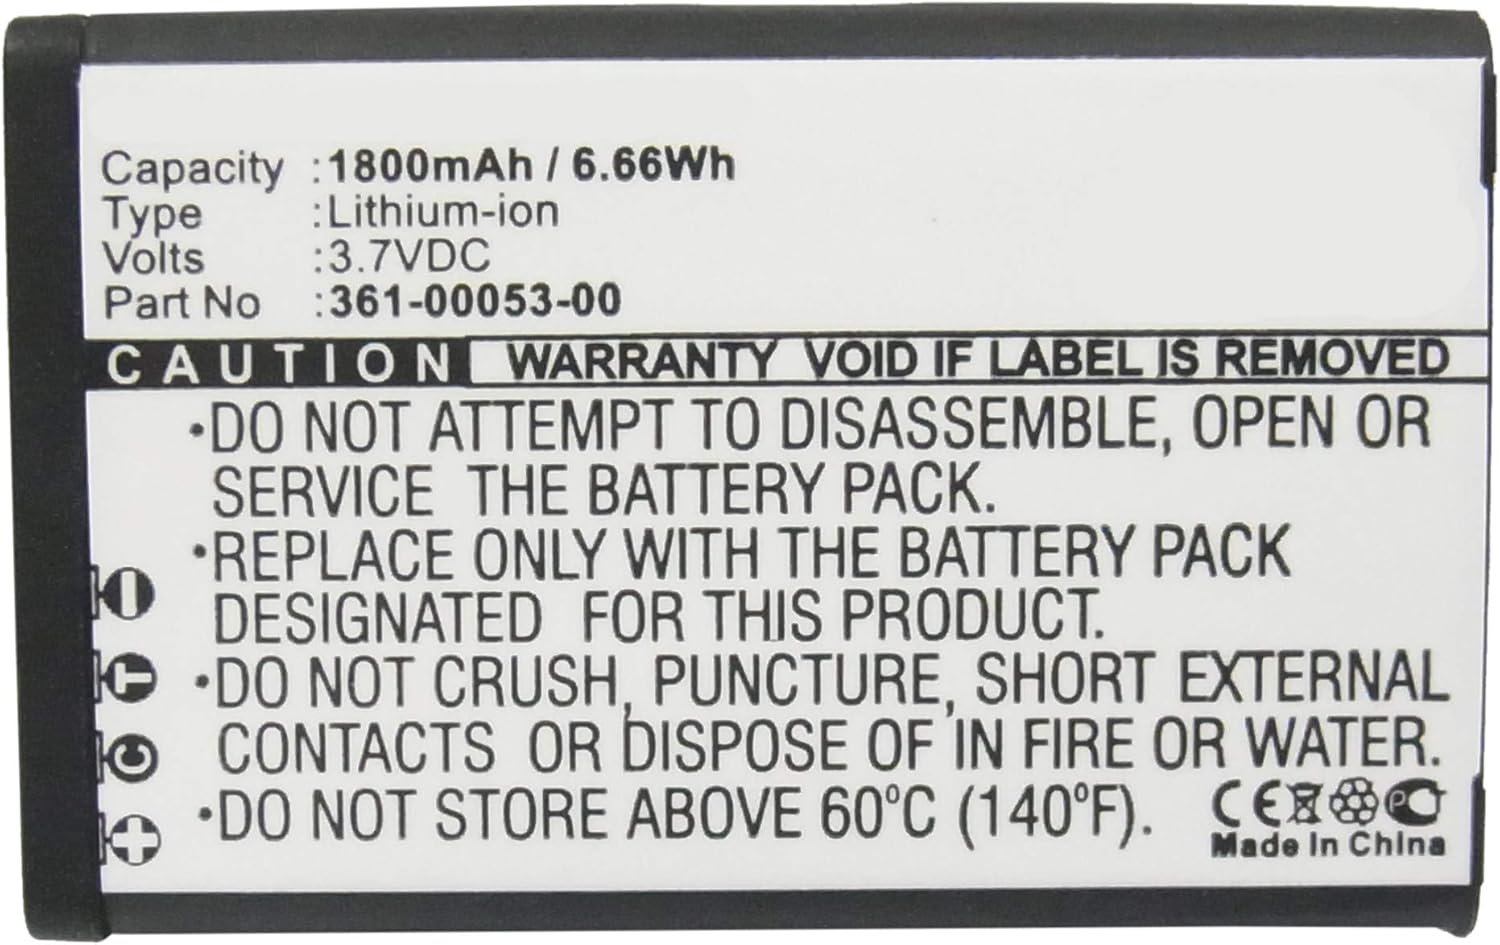 Capacity :1800mAh / 6.66Wh
Type :Lithium-ion
Volts :3.7VDC
Part No :361-00053-00
CAUTION WARRANTY VOID IF LABEL IS REMOVED
•DO NOT ATTEMPT TO DISASSEMBLE, OPEN OR
SERVICE THE BATTERY PACK.
•REPLACE ONLY WITH THE BATTERY PACK
DESIGNATED FOR THIS PRODUCT.
•DO NOT CRUSH, PUNCTURE, SHORT EXTERNAL
CONTACTS OR DISPOSE OF IN FIRE OR WATER.
•DO NOT STORE ABOVE 60°C (140°F).
CE
Made In China
- T C +